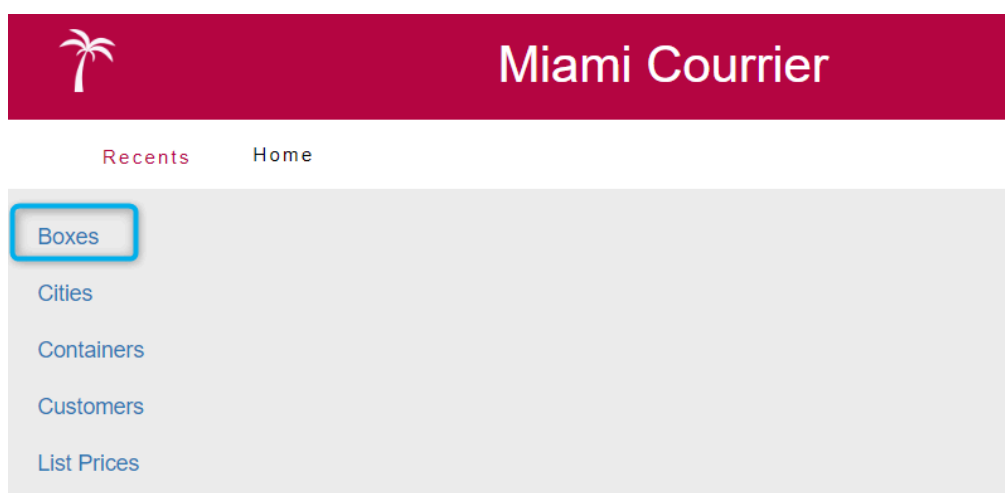 Miami Courrier
Recents Home
Boxes
Cities
Containers
Customers
List Prices